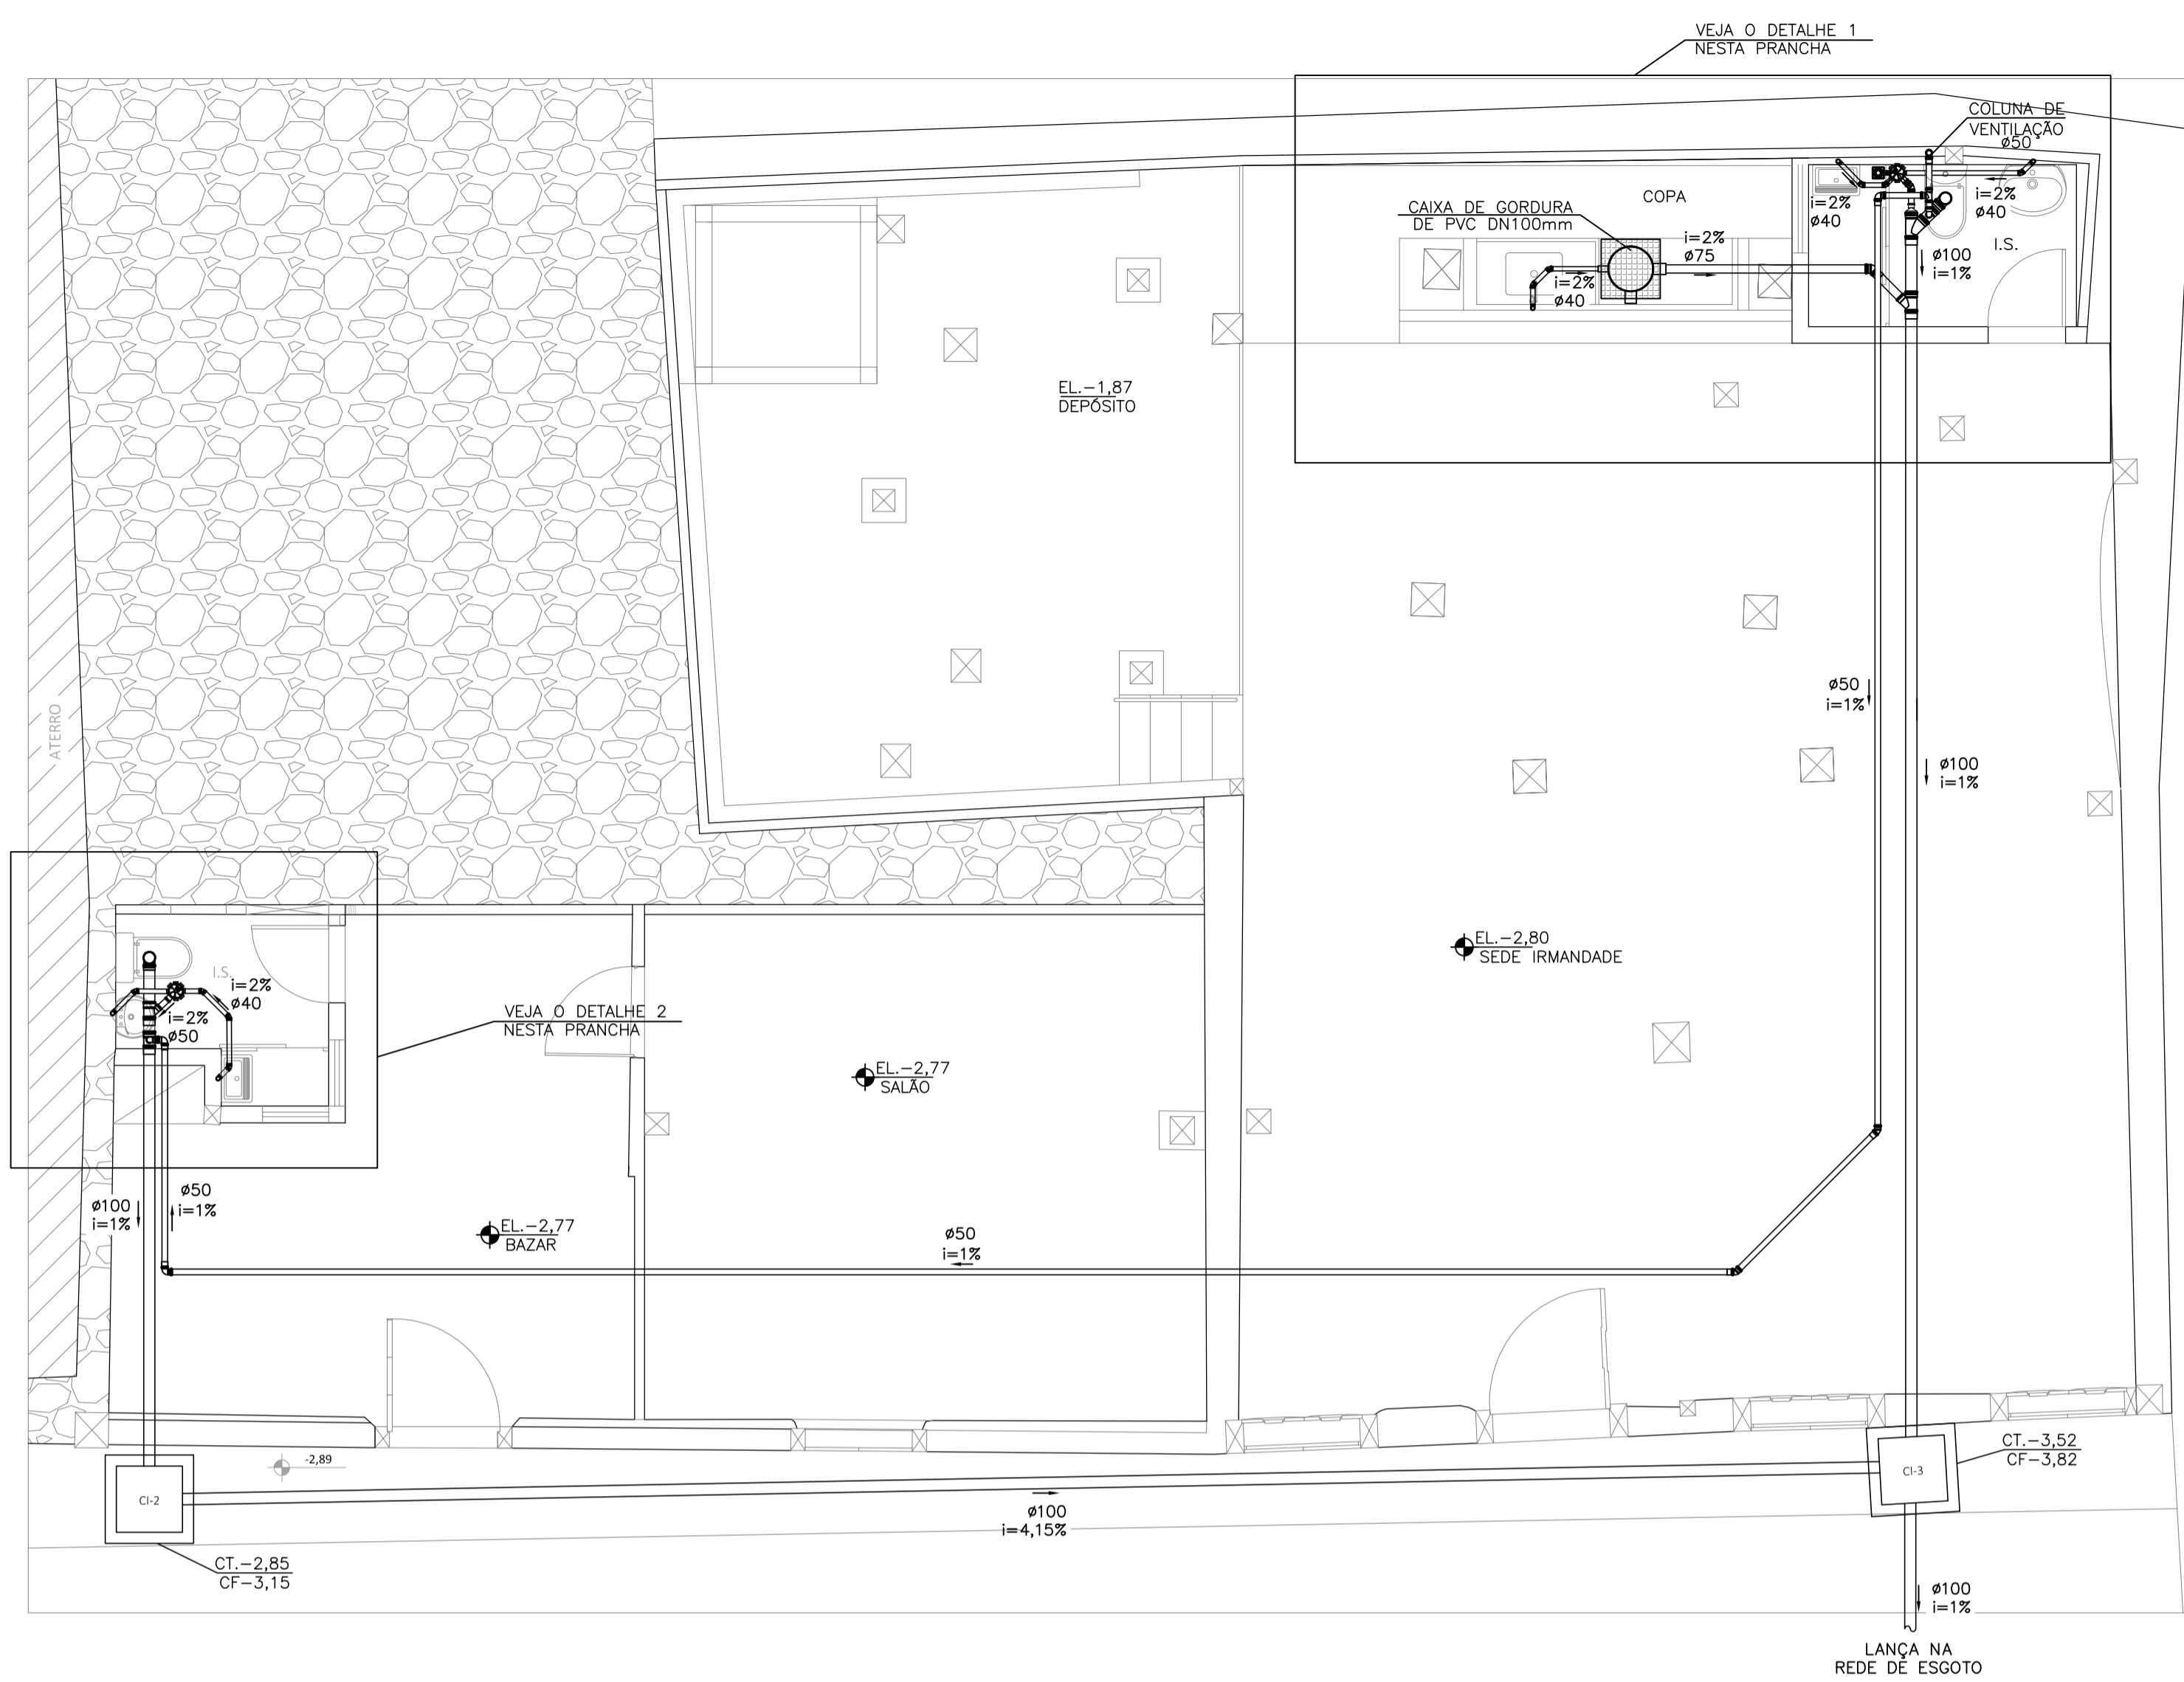 VEJA O DETALHE 1
NESTA PRANCHA
COLUNA DE
VENTILAÇÃO
ø50
COPA
CAIXA DE GORDURA
DE PVC DN100mm
i=2%
ø75
i=2%
ø40
i=2%
ø40
i=2%
ø40
I.S.
ø100
i=1%
EL.-1,87
DEPÓSITO
ø50
i=1%
ø100
i=1%
ATERRO
EL.-2,80
SEDE IRMANDADE
I.S.
i=2%
ø40
i=2%
ø50
VEJA O DETALHE 2
NESTA PRANCHA
EL.-2,77
SALÃO
ø100
i=1%
ø50
i=1%
EL.-2,77
BAZAR
ø50
i=1%
-2,89
CI-2
CI-3
CT.-3,52
CF-3,82
ø100
i=4,15%
CT.-2,85
CF-3,15
ø100
i=1%
LANÇA NA
REDE DE ESGOTO